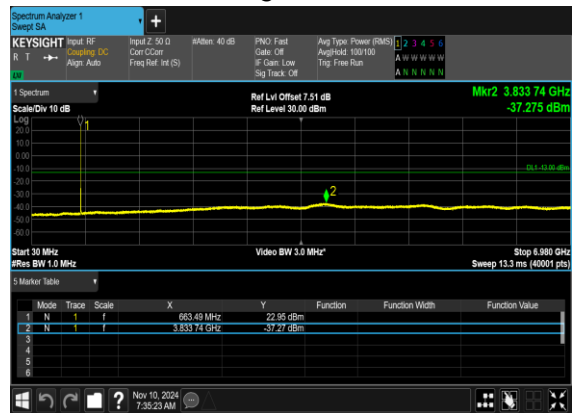 Spectrum Analyzer 1
Swept SA
+
KEYSIGHT Input: RF Input Z: 50 Ω #Atten: 40 dB PNO: Fast Avg Type: Power (RMS) 1 2 3 4 5 6
R T Coupling: DC Corr CCorr Gate: Off Avg|Hold: 100/100 A W W W W W
Align: Auto Freq Ref: Int (S) IF Gain: Low Trig: Free Run
Sig Track: Off A N N N N N
1 Spectrum Ref Lvl Offset 7.51 dB Mkr2 3.833 74 GHz
Scale/Div 10 dB Ref Level 30.00 dBm -37.275 dBm
Log
1
20.0
10.0
0.00
-10.0 DL1 -13.00 dBm
-20.0
-30.0 2
-40.0
-50.0
-60.0
Start 30 MHz Video BW 3.0 MHz* Stop 6.980 GHz
#Res BW 1.0 MHz Sweep 13.3 ms (40001 pts)
5 Marker Table
Mode Trace Scale X Y Function Function Width Function Value
1 N 1 f 663.49 MHz 22.95 dBm
2 N 1 f 3.833 74 GHz -37.27 dBm
3
4
5
6
? Nov 10, 2024
7:35:23 AM